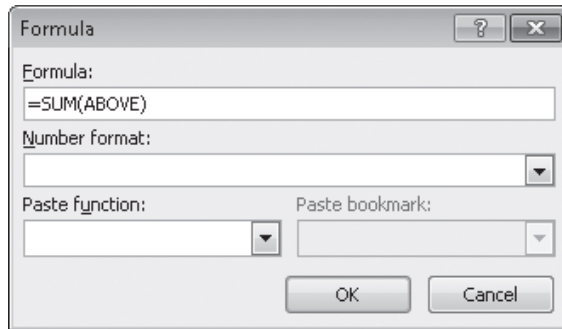 Formula
Formula:
=SUM(ABOVE)
Number format:
Paste function: Paste bookmark:
OK Cancel